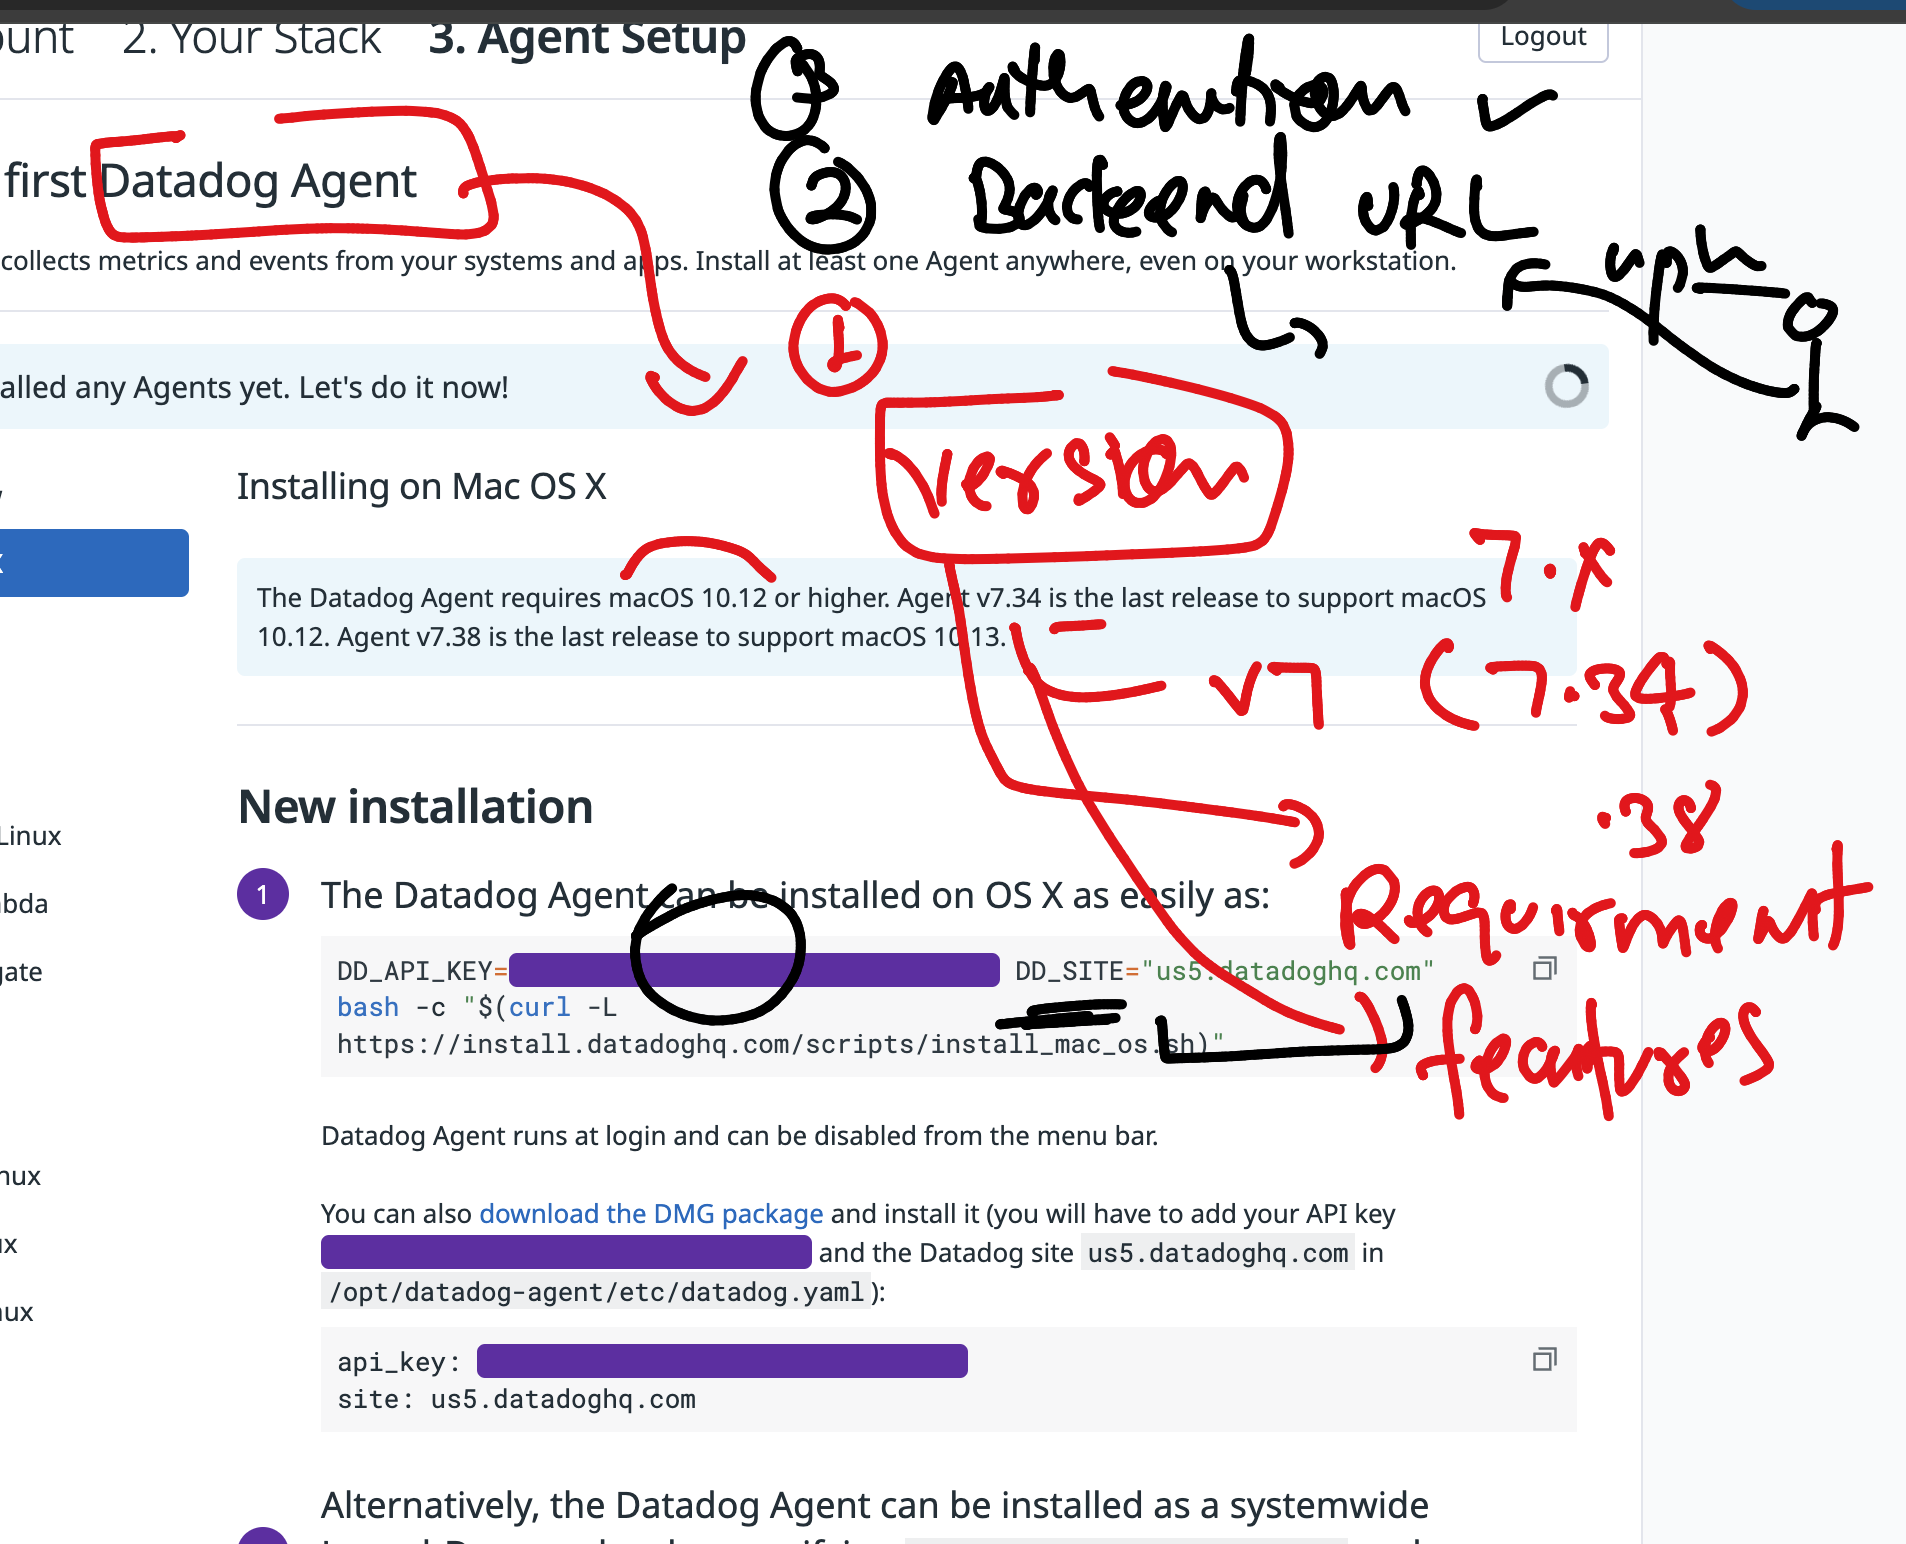 ount 2. Your Stack 3. Agent Setup
Logout
1 Authention ✓
2 Backeend URL
first Datadog Agent
collects metrics and events from your systems and apps. Install at least one Agent anywhere, even on your workstation.
1
alled any Agents yet. Let's do it now!
version
Installing on Mac OS X
7.x
The Datadog Agent requires macOS 10.12 or higher. Agent v7.34 is the last release to support macOS
10.12. Agent v7.38 is the last release to support macOS 10.13.
v7 (7.34)
New installation
.38
Linux
1 The Datadog Agent can be installed on OS X as easily as:
Requirment
bda
DD_API_KEY= DD_SITE="us5.datadoghq.com"
gate
bash -c "$(curl -L
https://install.datadoghq.com/scripts/install_mac_os.sh)"
features
Datadog Agent runs at login and can be disabled from the menu bar.
nux
You can also download the DMG package and install it (you will have to add your API key
and the Datadog site us5.datadoghq.com in
ux
/opt/datadog-agent/etc/datadog.yaml):
nux
api_key:
site: us5.datadoghq.com
Alternatively, the Datadog Agent can be installed as a systemwide